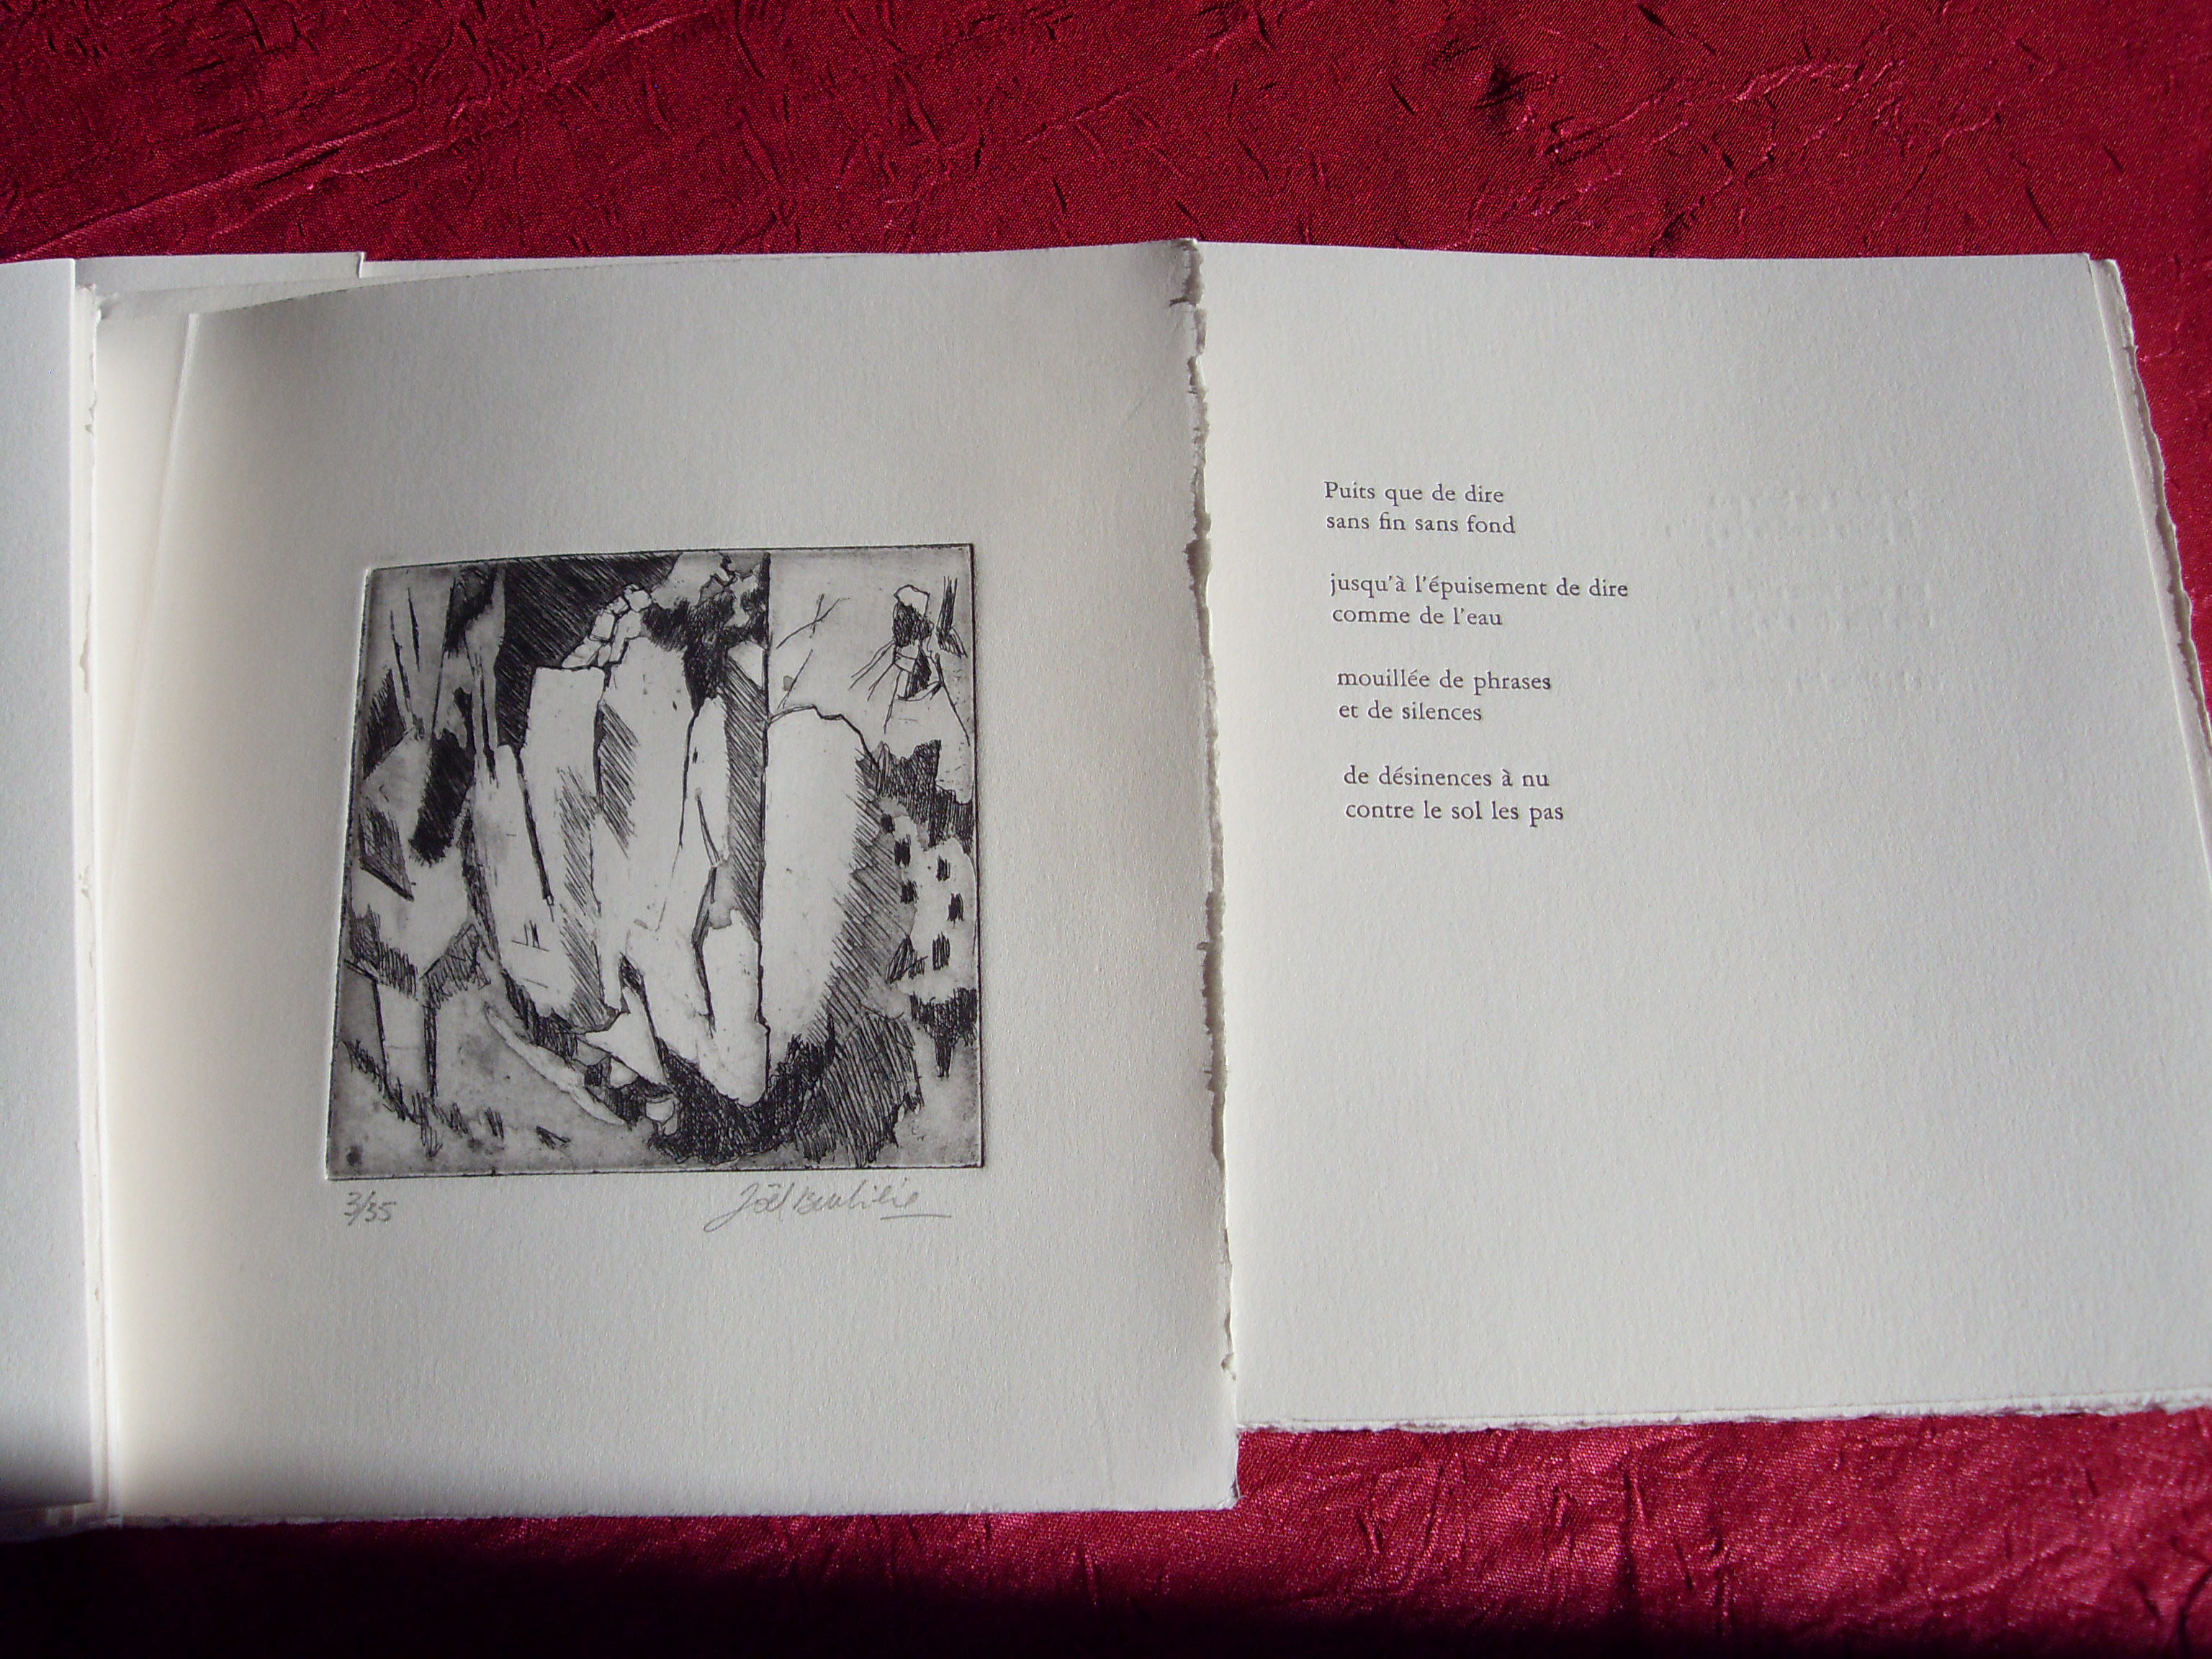 3/35
Joël
Puits que de dire
sans fin sans fond
jusqu'à l'épuisement de dire
comme de l'eau
mouillée de phrases
et de silences
de désinences à nu
contre le sol les pas